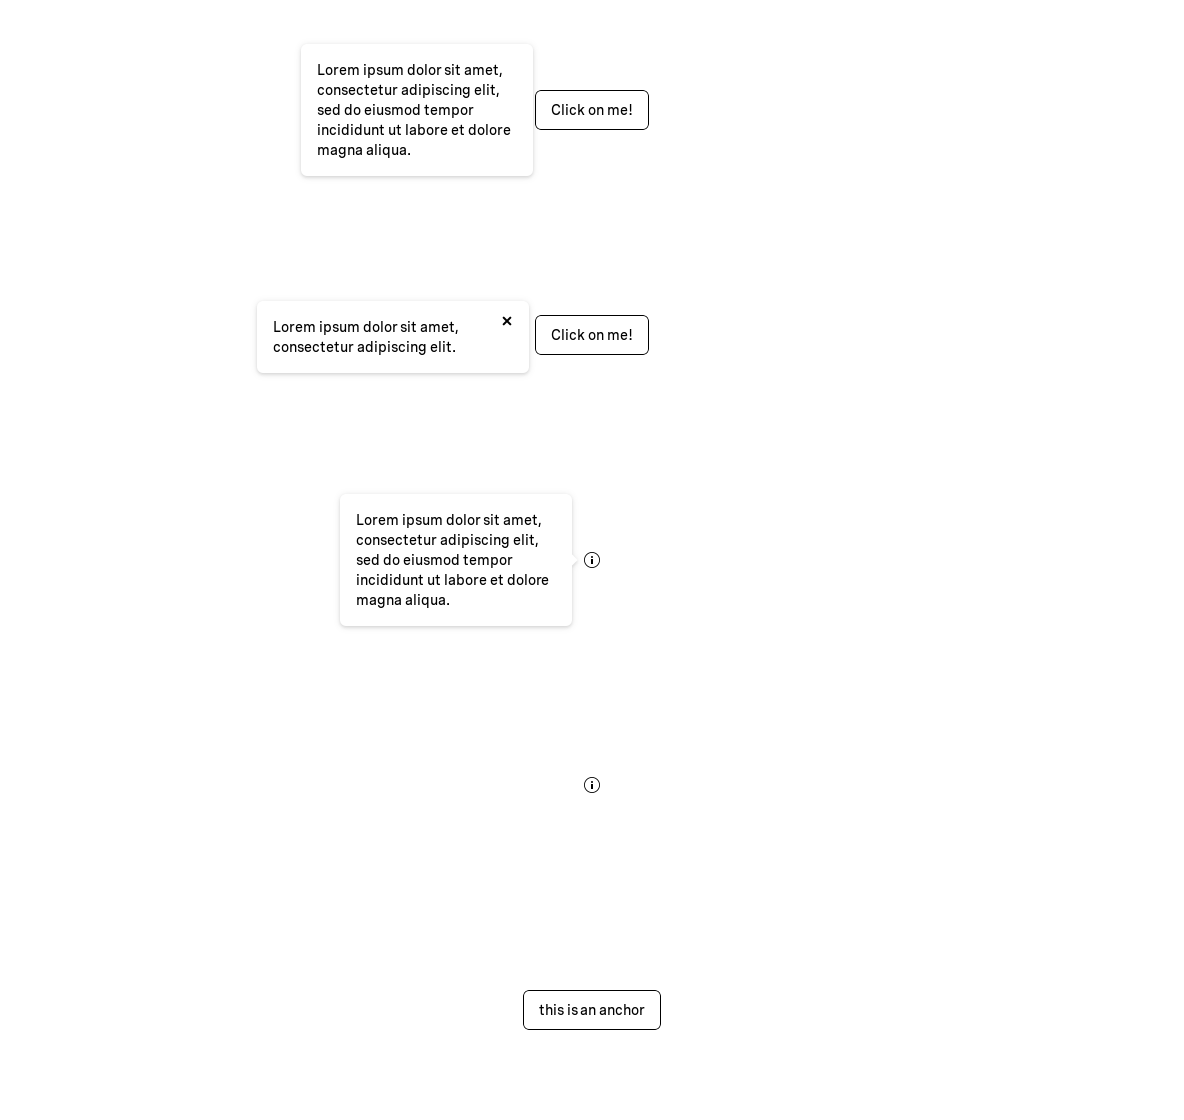 Lorem ipsum dolor sit amet,
consectetur adipiscing elit,
sed do eiusmod tempor
incididunt ut labore et dolore
magna aliqua.
Click on me!
Lorem ipsum dolor sit amet,
consectetur adipiscing elit.
Click on me!
Lorem ipsum dolor sit amet,
consectetur adipiscing elit,
sed do eiusmod tempor
incididunt ut labore et dolore
magna aliqua.
this is an anchor